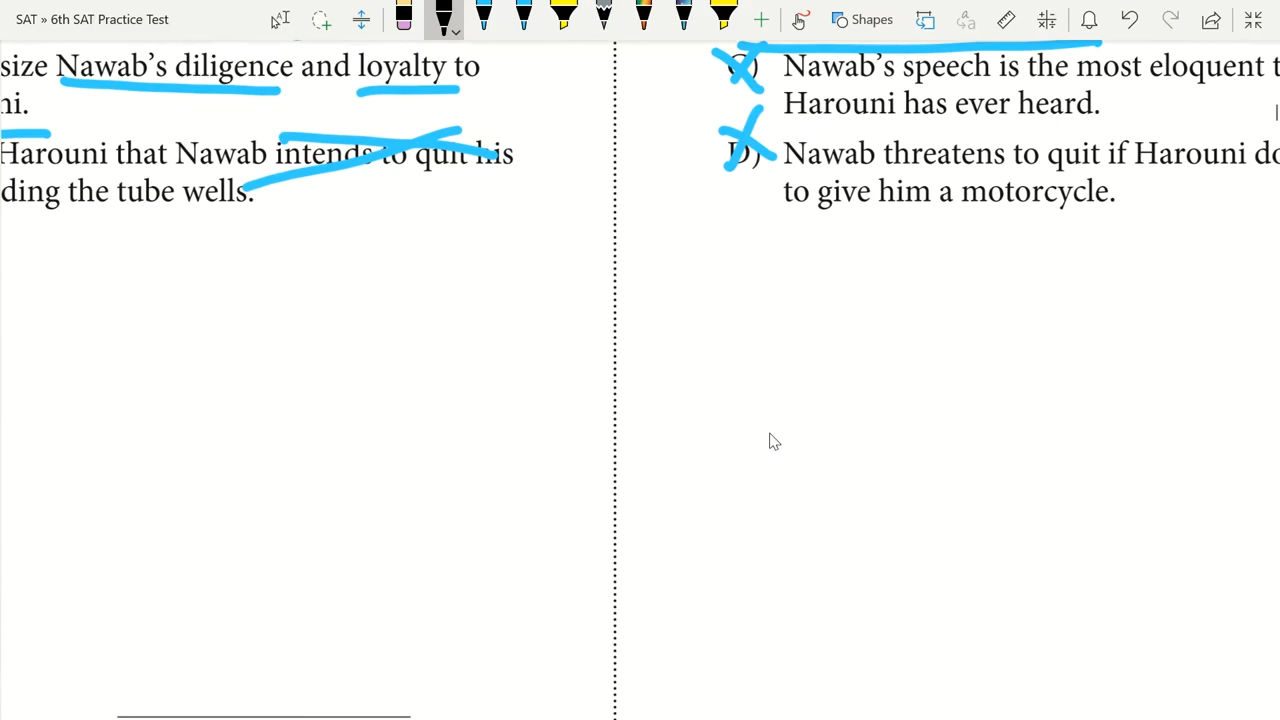 SAT » 6th SAT Practice Test
Shapes
size Nawab's diligence and loyalty to
ni.
Harouni that Nawab intends to quit his
ding the tube wells.
C) Nawab's speech is the most eloquent t
Harouni has ever heard.
D) Nawab threatens to quit if Harouni do
to give him a motorcycle.